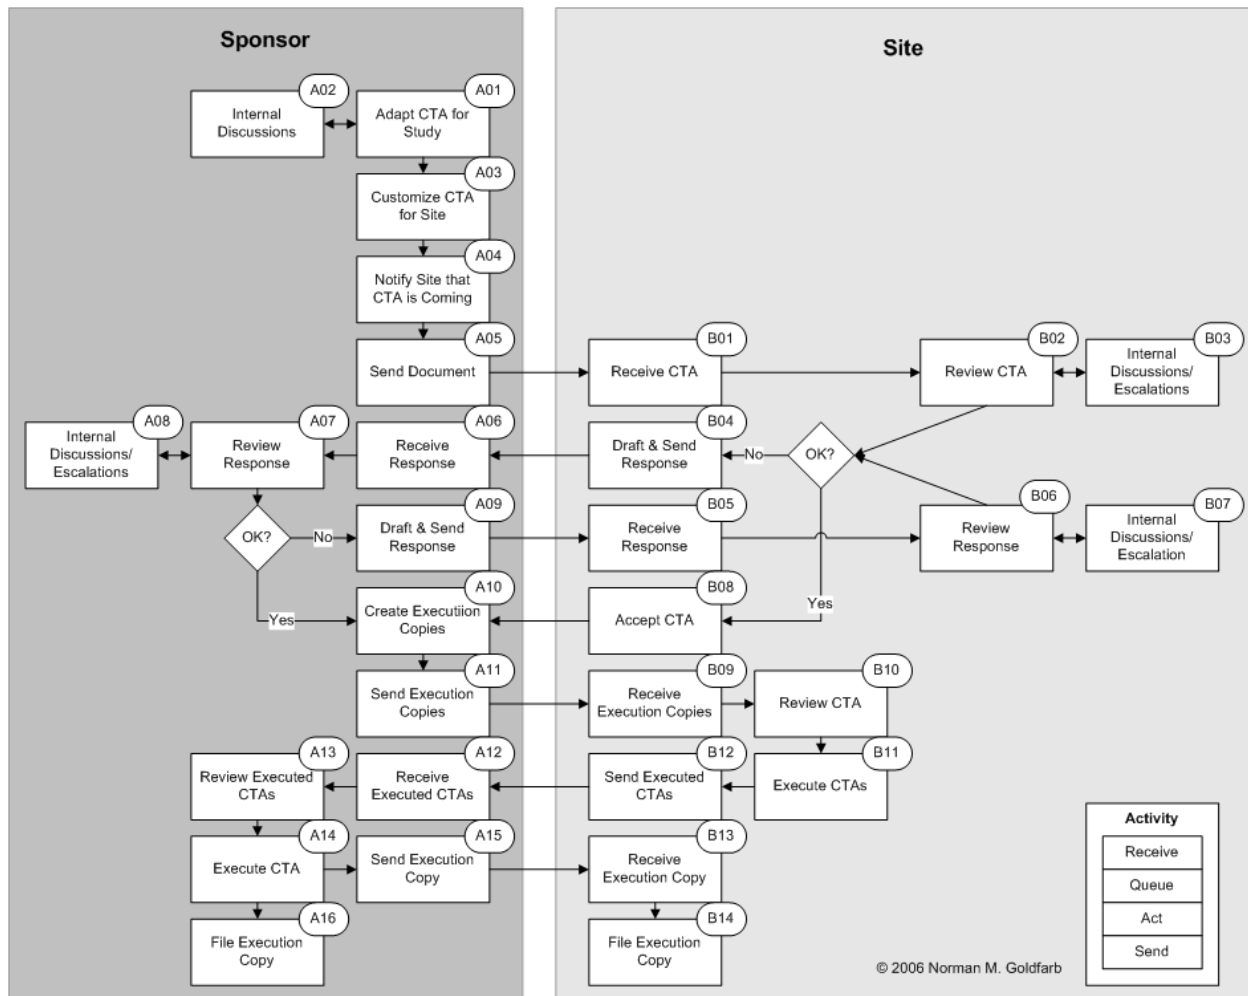 Sponsor
Site
A02
A01
Internal
Discussions
Adapt CTA for
Study
A03
Customize CTA
for Site
A04
Notify Site that
CTA is Coming
A05
Send Document
B01
Receive CTA
B02
Review CTA
B03
Internal
Discussions/
Escalations
A08
Internal
Discussions/
Escalations
A07
Review
Response
A06
Receive
Response
B04
Draft & Send
Response
No
OK?
OK?
No
A09
Draft & Send
Response
B05
Receive
Response
B06
Review
Response
B07
Internal
Discussions/
Escalation
Yes
A10
Create Execution
Copies
B08
Accept CTA
Yes
A11
Send Execution
Copies
B09
Receive
Execution Copies
B10
Review CTA
A13
Review Executed
CTAs
A12
Receive
Executed CTAs
B12
Send Executed
CTAs
B11
Execute CTAs
A14
Execute CTA
A15
Send Execution
Copy
B13
Receive
Execution Copy
A16
File Execution
Copy
B14
File Execution
Copy
Activity
Receive
Queue
Act
Send
© 2006 Norman M. Goldfarb